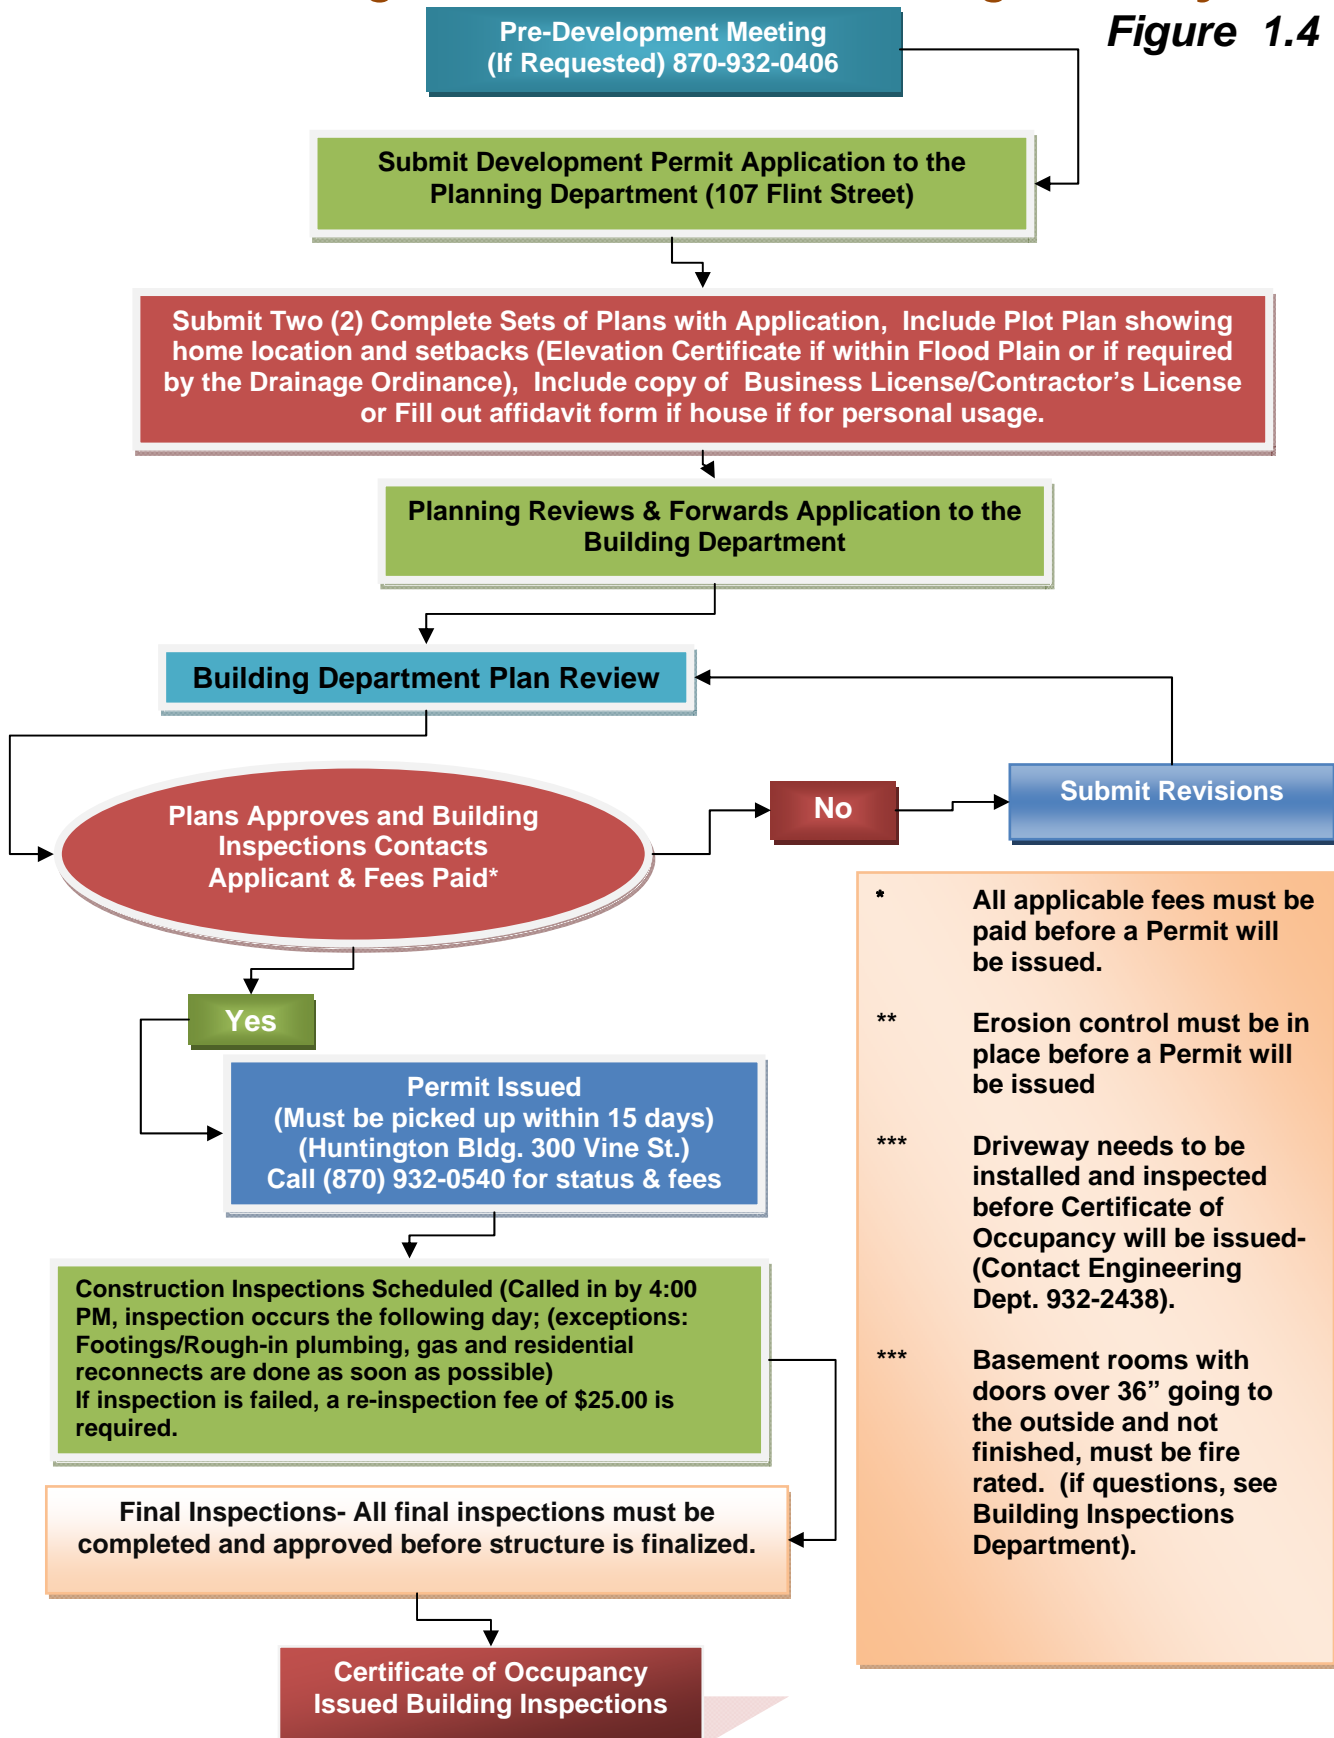 Figure 1.4
Pre-Development Meeting
(If Requested) 870-932-0406
Submit Development Permit Application to the
Planning Department (107 Flint Street)
Submit Two (2) Complete Sets of Plans with Application, Include Plot Plan showing
home location and setbacks (Elevation Certificate if within Flood Plain or if required
by the Drainage Ordinance), Include copy of Business License/Contractor's License
or Fill out affidavit form if house if for personal usage.
Planning Reviews & Forwards Application to the
Building Department
Building Department Plan Review
Plans Approves and Building
Inspections Contacts
Applicant & Fees Paid*
No
Submit Revisions
Yes
Permit Issued
(Must be picked up within 15 days)
(Huntington Bldg. 300 Vine St.)
Call (870) 932-0540 for status & fees
Construction Inspections Scheduled (Called in by 4:00
PM, inspection occurs the following day; (exceptions:
Footings/Rough-in plumbing, gas and residential
reconnects are done as soon as possible)
If inspection is failed, a re-inspection fee of $25.00 is
required.
Final Inspections- All final inspections must be
completed and approved before structure is finalized.
Certificate of Occupancy
Issued Building Inspections
* All applicable fees must be
paid before a Permit will
be issued.
** Erosion control must be in
place before a Permit will
be issued
*** Driveway needs to be
installed and inspected
before Certificate of
Occupancy will be issued-
(Contact Engineering
Dept. 932-2438).
*** Basement rooms with
doors over 36” going to
the outside and not
finished, must be fire
rated. (if questions, see
Building Inspections
Department).